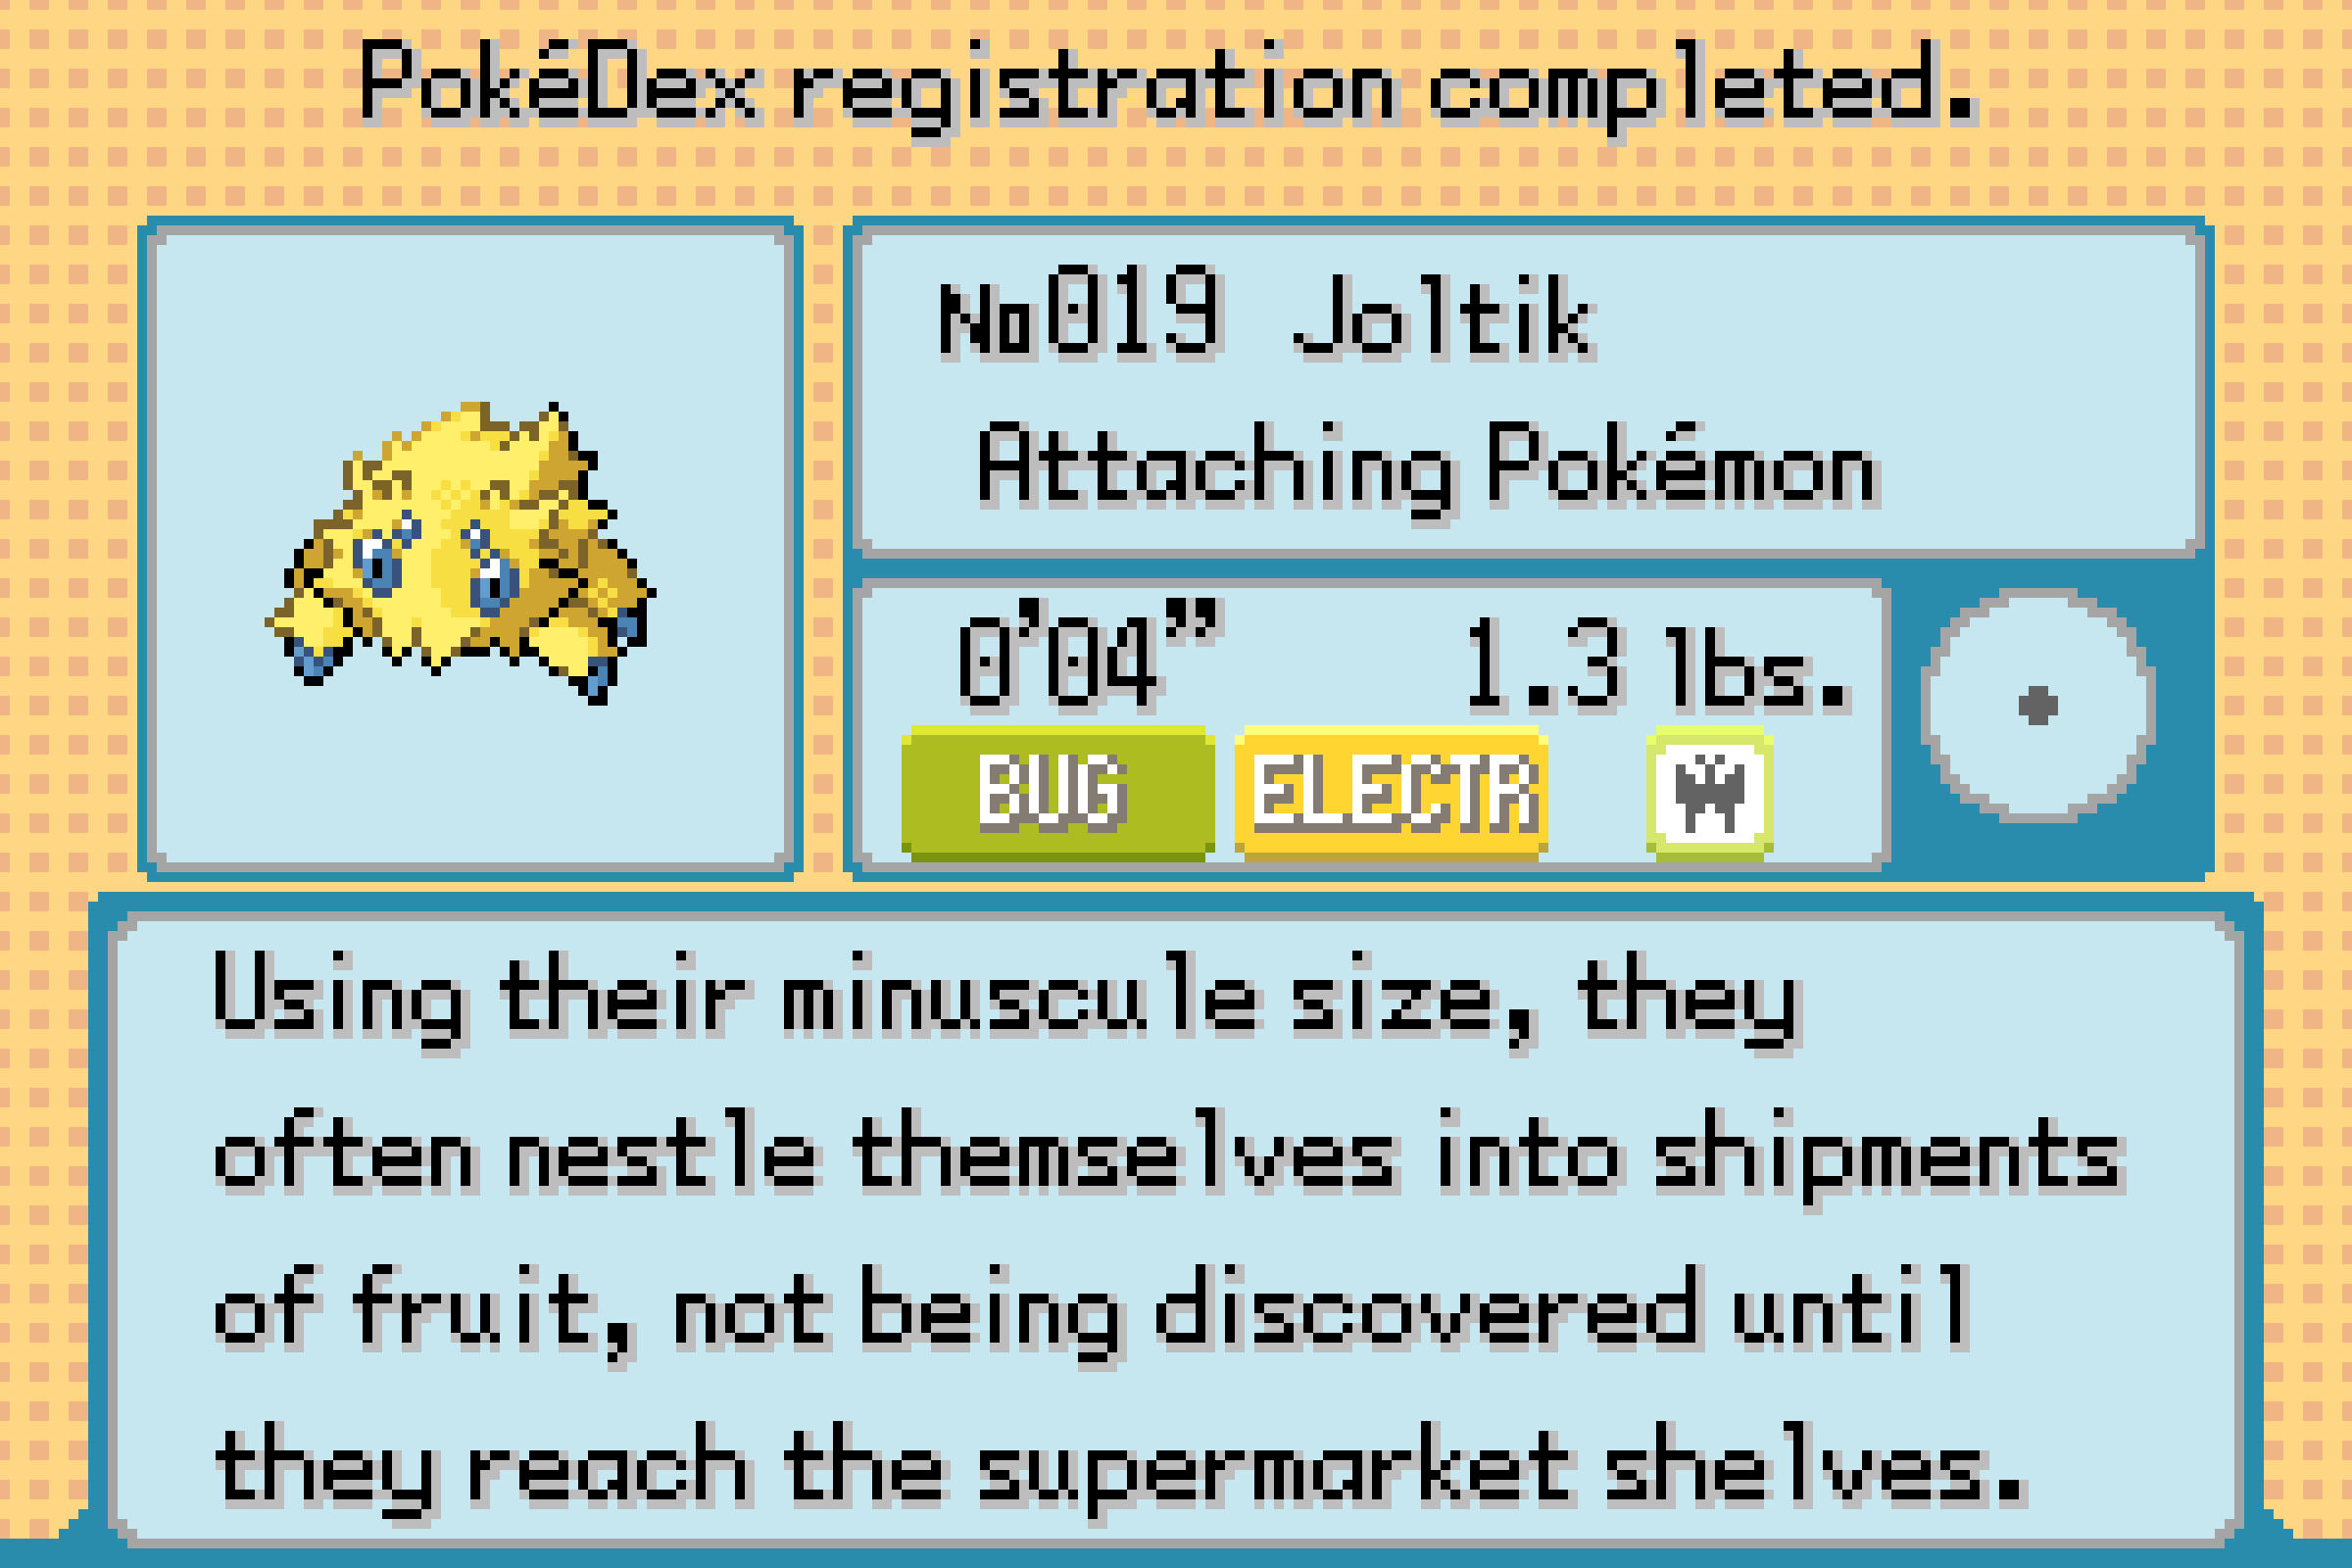 PokéDex registration completed.
№019 Joltik
Attaching Pokémon
0’04” 1.3 lbs.
BUG ELECTR
Using their minuscule size, they
often nestle themselves into shipments
of fruit, not being discovered until
they reach the supermarket shelves.